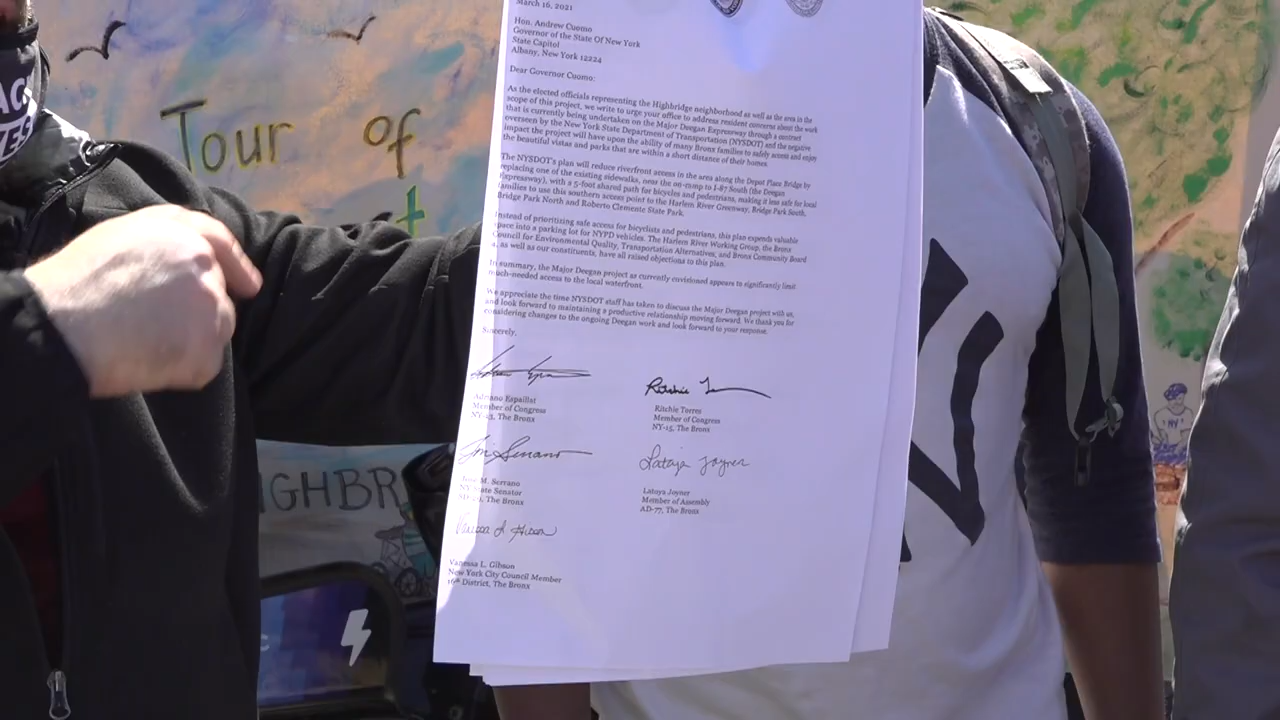 March 16, 2021
Hon. Andrew Cuomo
Governor of the State Of New York
State Capitol
Albany, New York 12224
Dear Governor Cuomo:
As the elected officials representing the Highbridge neighborhood as well as the area in the
scope of this project, we write to urge your office to address resident concerns about the work
that is currently being undertaken on the Major Deegan Expressway through a contract
overseen by the New York State Department of Transportation (NYSDOT) and the negative
impact the project will have upon the ability of many Bronx families to safely access and enjoy
the beautiful vistas and parks that are within a short distance of their homes.
The NYSDOT's plan will reduce riverfront access in the area along the Depot Place Bridge by
replacing one of the existing sidewalks, near the on-ramp to I-87 South (the Deegan
Expressway), with a 5-foot shared path for bicycles and pedestrians, making it less safe for local
families to use this southern access point to the Harlem River Greenway, Bridge Park South,
Bridge Park North and Roberto Clemente State Park.
Instead of prioritizing safe access for bicyclists and pedestrians, this plan expends valuable
space into a parking lot for NYPD vehicles. The Harlem River Working Group, the Bronx
Council for Environmental Quality, Transportation Alternatives, and Bronx Community Board
4, as well as our constituents, have all raised objections to this plan.
In summary, the Major Deegan project as currently envisioned appears to significantly limit
much-needed access to the local waterfront.
We appreciate the time NYSDOT staff has taken to discuss the Major Deegan project with us,
and look forward to maintaining a productive relationship moving forward. We thank you for
considering changes to the ongoing Deegan work and look forward to your response.
Sincerely,
Adriano Espaillat
Member of Congress
NY-13, The Bronx
Ritchie Torres
Member of Congress
NY-15, The Bronx
José M. Serrano
NY State Senator
SD-29, The Bronx
Latoya Joyner
Latoya Joyner
Member of Assembly
AD-77, The Bronx
Vanessa L Gibson
Vanessa L. Gibson
New York City Council Member
16th District, The Bronx
Tour of
t
IGHBR
NY